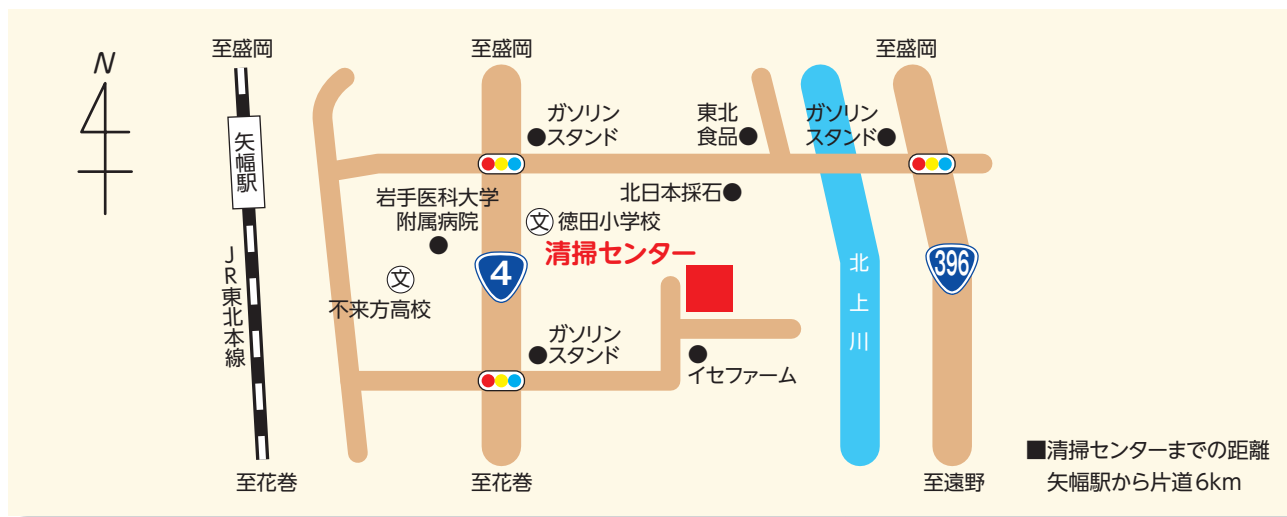 N
至盛岡
至盛岡
至盛岡
ガソリン
スタンド
東北
食品
ガソリン
スタンド
矢幅駅
岩手医科大学
附属病院
北日本採石
文
徳田小学校
清掃センター
4
396
文
不来方高校
JR東北本線
北上川
ガソリン
スタンド
イセファーム
至花巻
至花巻
至遠野
■清掃センターまでの距離
矢幅駅から片道6km